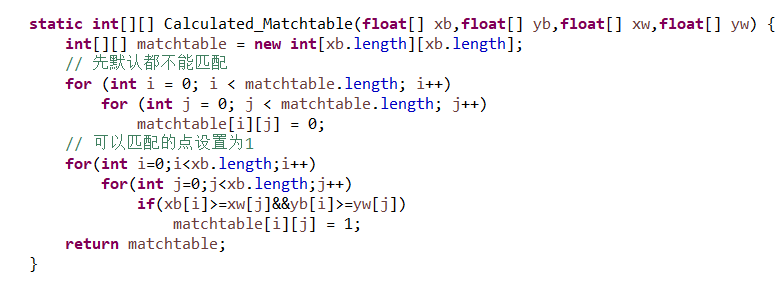 static int[][] Calculated_Matchtable(float[] xb,float[] yb,float[] xw,float[] yw) {
    int[][] matchtable = new int[xb.length][xb.length];
    // 先默认都不能匹配
    for (int i = 0; i < matchtable.length; i++)
        for (int j = 0; j < matchtable.length; j++)
            matchtable[i][j] = 0;
    // 可以匹配的点设置为1
    for(int i=0;i<xb.length;i++)
        for(int j=0;j<xb.length;j++)
            if(xb[i]>=xw[j]&&yb[i]>=yw[j])
                matchtable[i][j] = 1;
    return matchtable;
}